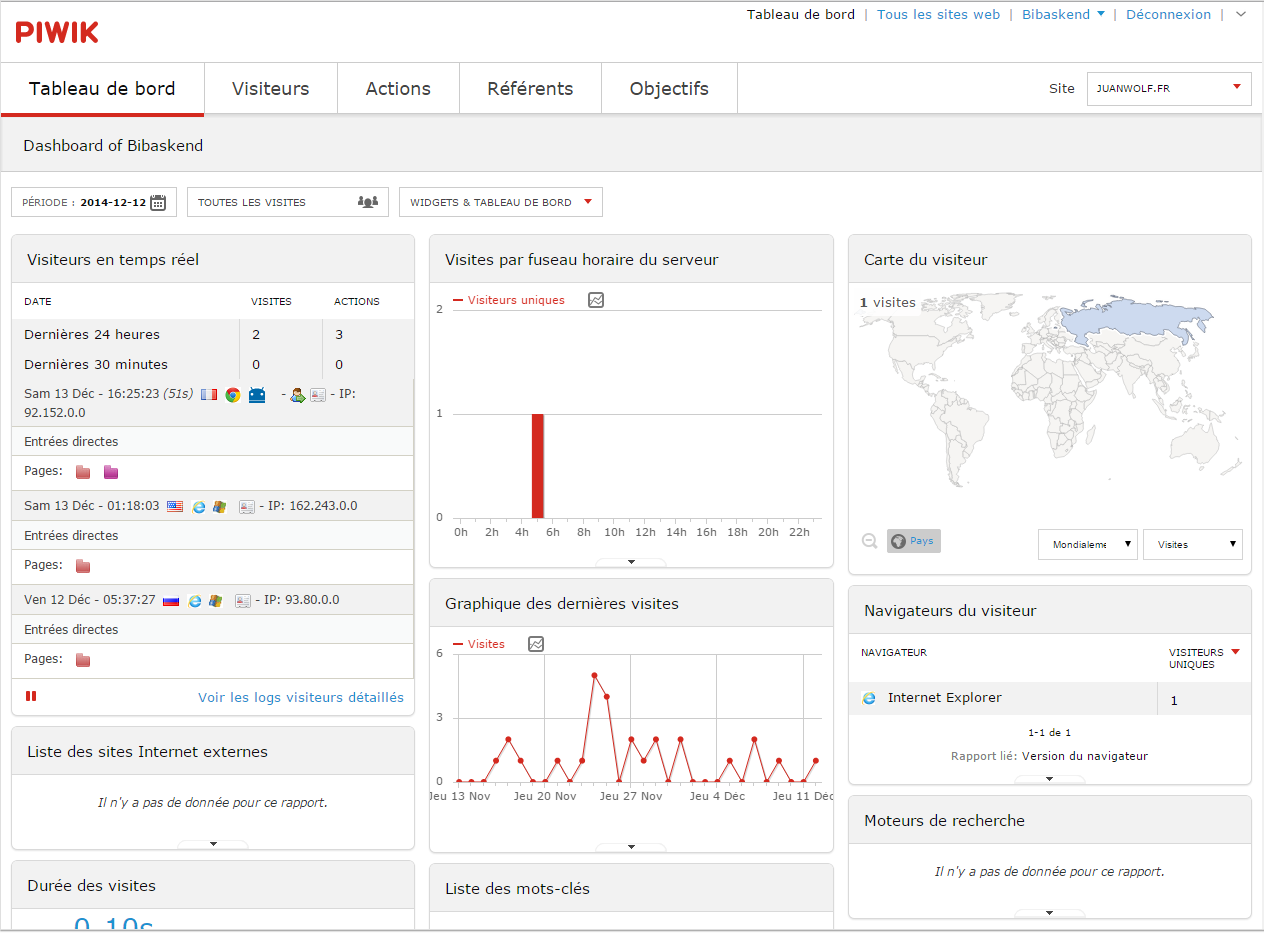 PIWIK
Tableau de bord | Tous les sites web | Bibaskend | Déconnexion |
Tableau de bord
Visiteurs
Actions
Référents
Objectifs
Site
JUANWOLF.FR
Dashboard of Bibaskend
PÉRIODE : 2014-12-12
TOUTES LES VISITES
WIDGETS & TABLEAU DE BORD
Visiteurs en temps réel
DATE VISITES ACTIONS
Dernières 24 heures 2 3
Dernières 30 minutes 0 0
Sam 13 Déc - 16:25:23 (51s) - - IP:
92.152.0.0
Entrées directes
Pages:
Sam 13 Déc - 01:18:03 - IP: 162.243.0.0
Entrées directes
Pages:
Ven 12 Déc - 05:37:27 - IP: 93.80.0.0
Entrées directes
Pages:
Voir les logs visiteurs détaillés
Liste des sites Internet externes
Il n'y a pas de donnée pour ce rapport.
Durée des visites
Visites par fuseau horaire du serveur
Visiteurs uniques
2
1
0
0h 2h 4h 6h 8h 10h 12h 14h 16h 18h 20h 22h
Graphique des dernières visites
Visites
6
3
0
Jeu 13 Nov Jeu 20 Nov Jeu 27 Nov Jeu 4 Déc Jeu 11 Déc
Liste des mots-clés
Carte du visiteur
1 visites
Pays
Mondialeme
Visites
Navigateurs du visiteur
NAVIGATEUR VISITEURS
UNIQUES
Internet Explorer 1
1-1 de 1
Rapport lié: Version du navigateur
Moteurs de recherche
Il n'y a pas de donnée pour ce rapport.